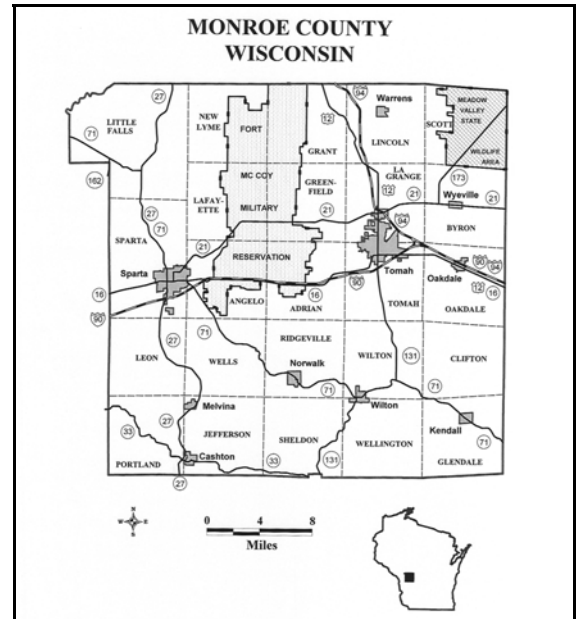 MONROE COUNTY
WISCONSIN
27
94
Warrens
MEADOW
VALLEY
STATE
WILDLIFE
AREA
LITTLE
FALLS
NEW
LYME
FORT
12
SCOTT
71
GRANT
LINCOLN
162
MC COY
LA
GRANGE
173
LAFAY-
ETTE
GREEN-
FIELD
12
21
Wyeville
21
MILITARY
27
71
21
94
BYRON
SPARTA
21
RESERVATION
Sparta
Tomah
Oakdale
90
94
16
90
16
90
12
16
ANGELO
ADRIAN
TOMAH
OAKDALE
27
71
RIDGEVILLE
LEON
WELLS
WILTON
131
CLIFTON
Norwalk
71
71
Melvina
Wilton
33
27
Kendall
JEFFERSON
SHELDON
WELLINGTON
71
Cashton
33
131
PORTLAND
GLENDALE
27
N
W
E
S
0 4 8
Miles